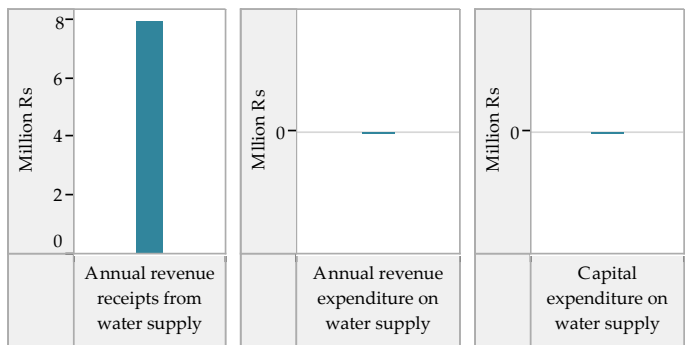 Million Rs
8
6
4
2
0
Annual revenue
receipts from
water supply
Mllion Rs
0
Annual revenue
expenditure on
water supply
Million Rs
0
Capital
expenditure on
water supply